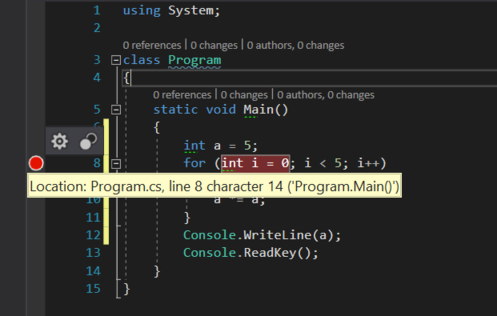 1 using System;
2
0 references | 0 changes | 0 authors, 0 changes
3 class Program
4 {
0 references | 0 changes | 0 authors, 0 changes
5 static void Main()
{
int a = 5;
8 for (int i = 0; i < 5; i++)
Location: Program.cs, line 8 character 14 ('Program.Main()')
10 a *= a;
11 }
12 Console.WriteLine(a);
13 Console.ReadKey();
14 }
15 }